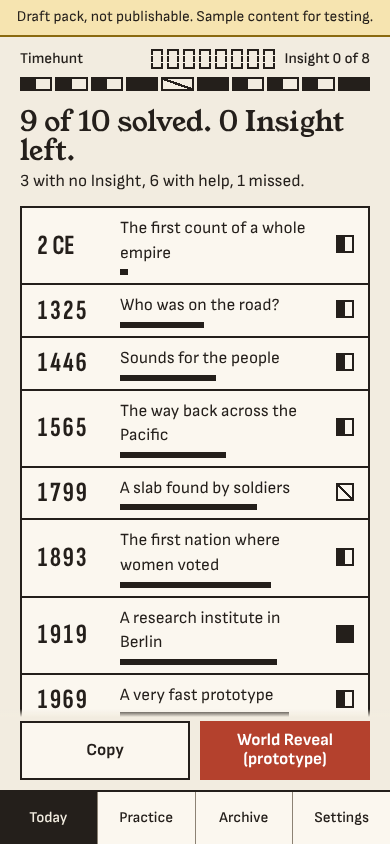 Draft pack, not publishable. Sample content for testing.
Timehunt
Insight 0 of 8
9 of 10 solved. 0 Insight
left.
3 with no Insight, 6 with help, 1 missed.
2 CE
The first count of a whole
empire
1325
Who was on the road?
1446
Sounds for the people
1565
The way back across the
Pacific
1799
A slab found by soldiers
1893
The first nation where
women voted
1919
A research institute in
Berlin
1969
A very fast prototype
Copy
World Reveal
(prototype)
Today
Practice
Archive
Settings